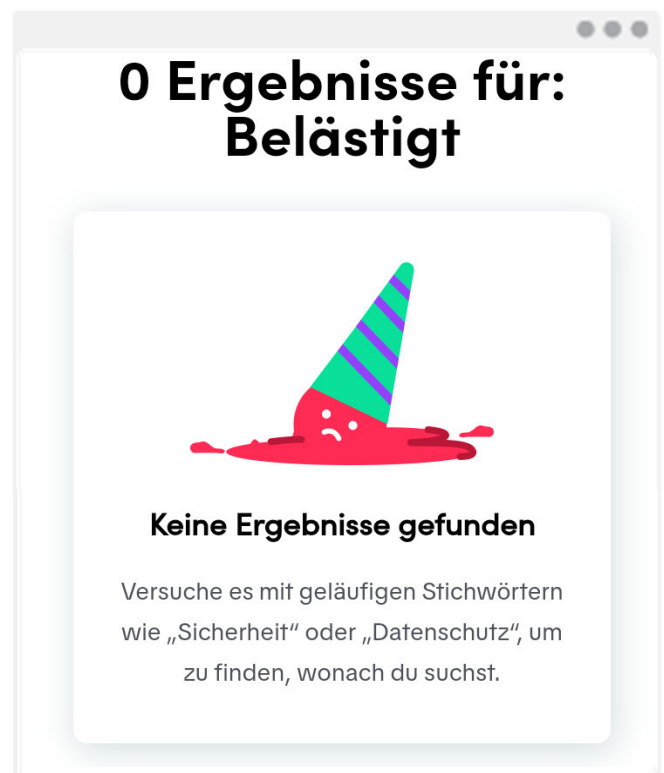 0 Ergebnisse für:
Belästigt
Keine Ergebnisse gefunden
Versuche es mit geläufigen Stichwörtern
wie „Sicherheit“ oder „Datenschutz“, um
zu finden, wonach du suchst.